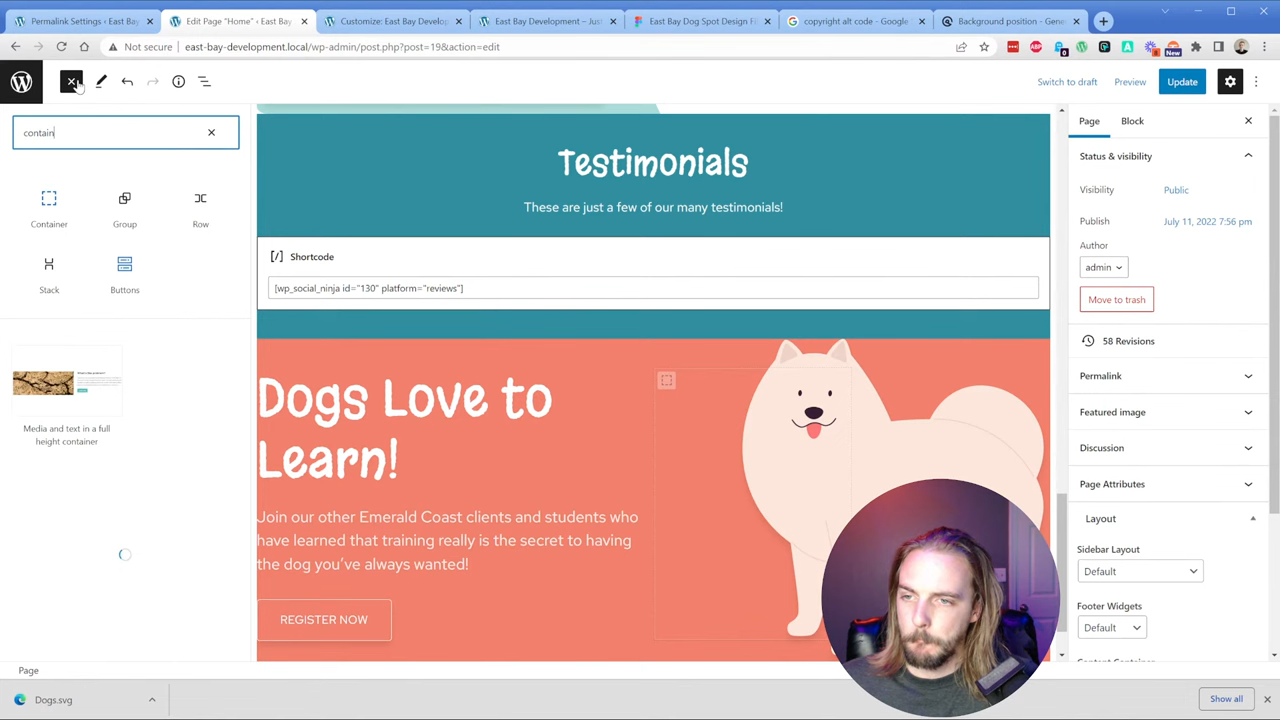 Permalink Settings ‹ East Bay
Edit Page "Home" ‹ East Bay
Customize: East Bay Develop
East Bay Development – Just
East Bay Dog Spot Design F
copyright alt code - Google
Background position - Gene
Not secure east-bay-development.local/wp-admin/post.php?post=19&action=edit
New
Switch to draft
Preview
Update
contain
Container
Group
Row
Stack
Buttons
Media and text in a full
height container
Testimonials
These are just a few of our many testimonials!
[/] Shortcode
[wp_social_ninja id="130" platform="reviews"]
Dogs Love to
Learn!
Join our other Emerald Coast clients and students who
have learned that training really is the secret to having
the dog you've always wanted!
REGISTER NOW
Page
Block
Status & visibility
Visibility
Public
Publish
July 11, 2022 7:56 pm
Author
admin
Move to trash
58 Revisions
Permalink
Featured image
Discussion
Page Attributes
Layout
Sidebar Layout
Default
Footer Widgets
Default
Page
Dogs.svg
Show all